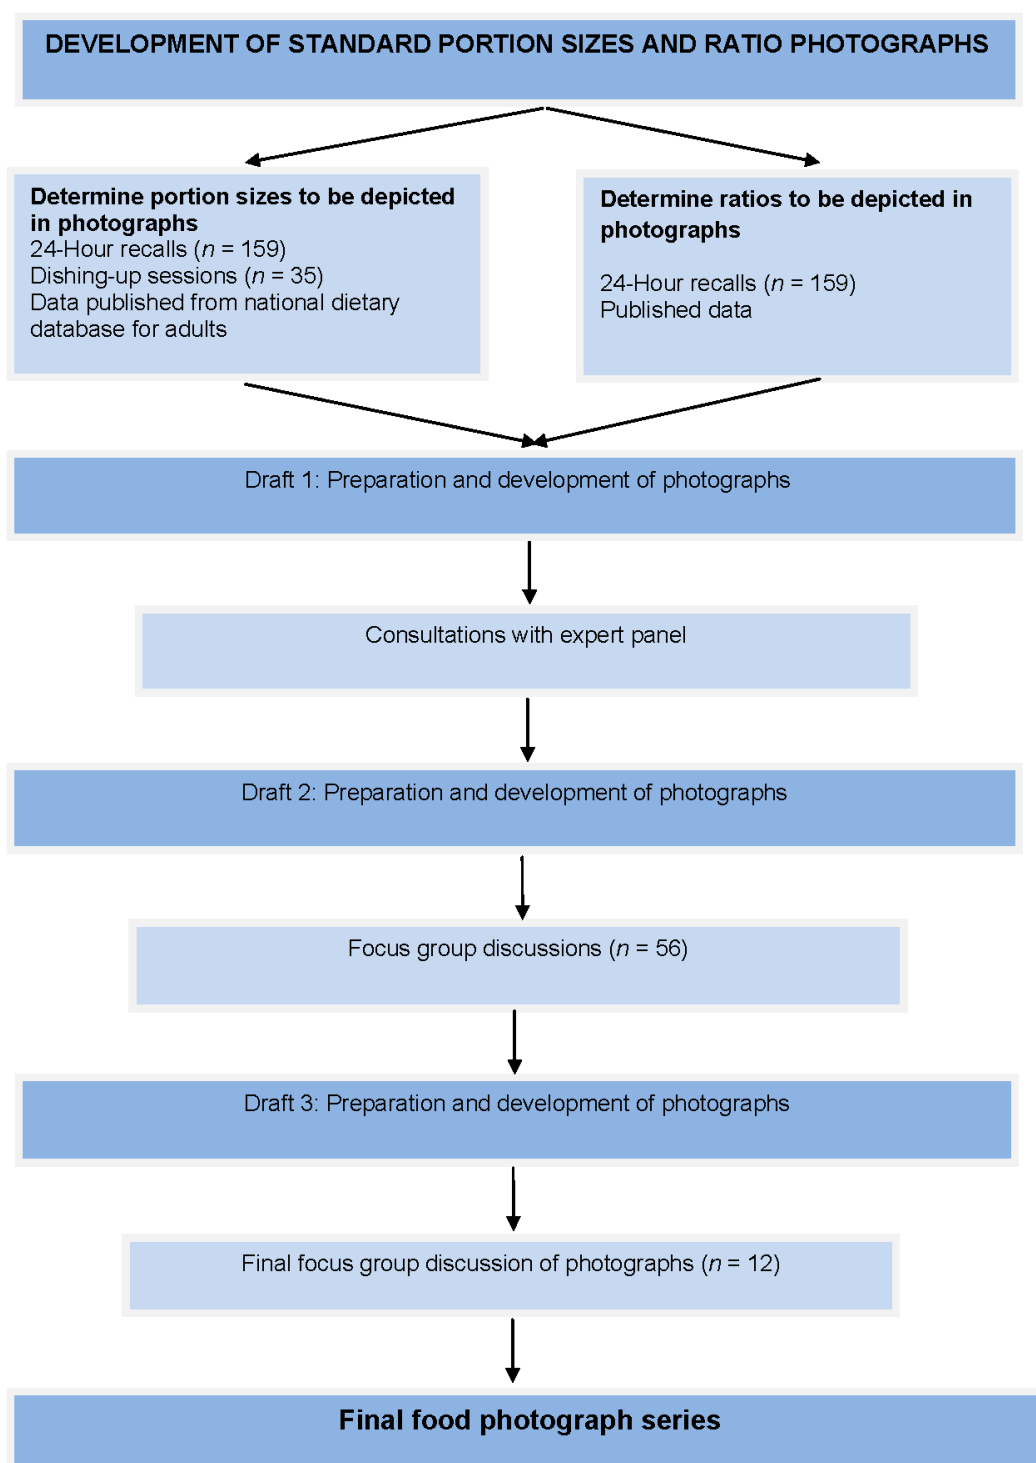 DEVELOPMENT OF STANDARD PORTION SIZES AND RATIO PHOTOGRAPHS
Determine portion sizes to be depicted
in photographs
24-Hour recalls (n = 159)
Dishing-up sessions (n = 35)
Data published from national dietary
database for adults
Determine ratios to be depicted in
photographs
24-Hour recalls (n = 159)
Published data
Draft 1: Preparation and development of photographs
Consultations with expert panel
Draft 2: Preparation and development of photographs
Focus group discussions (n = 56)
Draft 3: Preparation and development of photographs
Final focus group discussion of photographs (n = 12)
Final food photograph series